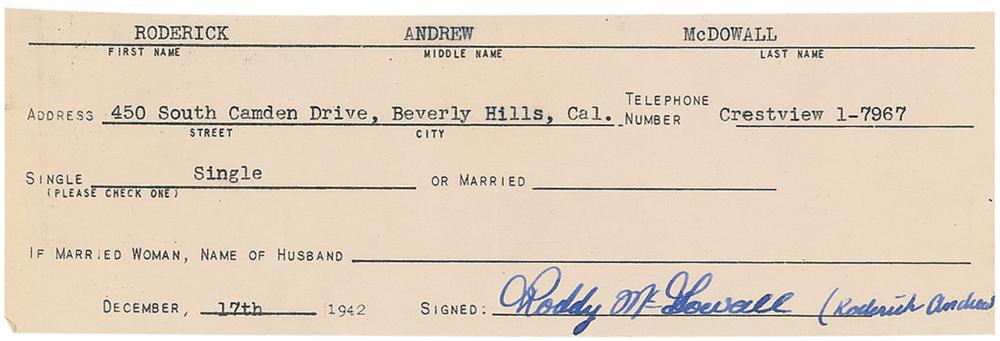 RODERICK ANDREW McDOWALL
FIRST NAME MIDDLE NAME LAST NAME
ADDRESS 450 South Camden Drive, Beverly Hills, Cal. TELEPHONE NUMBER Crestview 1-7967
STREET CITY
SINGLE Single OR MARRIED
(PLEASE CHECK ONE)
IF MARRIED WOMAN, NAME OF HUSBAND
DECEMBER, 17th 1942 SIGNED: Roddy McDowall (Roderick Andrew